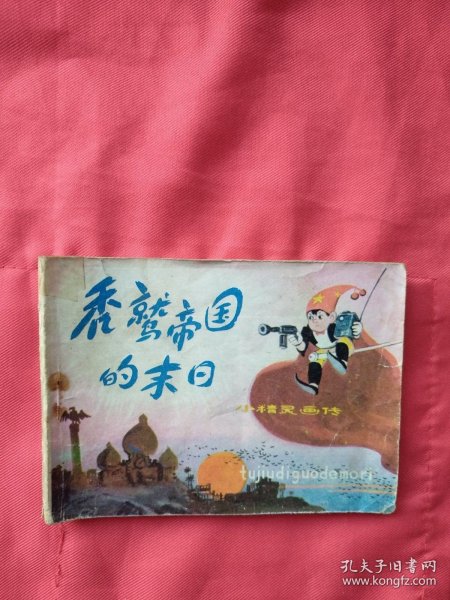 秃鹫帝国
的末日
小精灵画传
tujiudiguodemori
孔夫子旧书网
www.kongfz.com